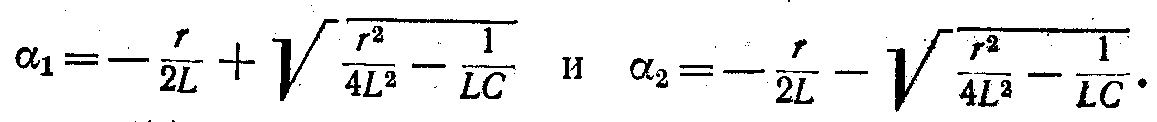 α₁ = − r/2L + √(r²/4L² − 1/LC) и α₂ = − r/2L − √(r²/4L² − 1/LC).